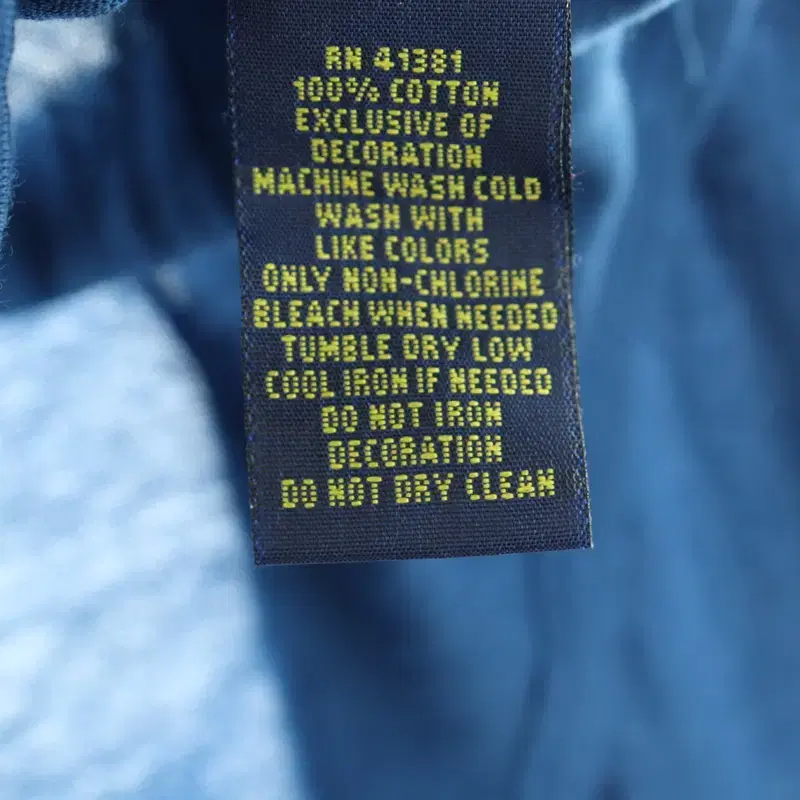 RN 41381
100% COTTON
EXCLUSIVE OF
DECORATION
MACHINE WASH COLD
WASH WITH
LIKE COLORS
ONLY NON-CHLORINE
BLEACH WHEN NEEDED
TUMBLE DRY LOW
COOL IRON IF NEEDED
DO NOT IRON
DECORATION
DO NOT DRY CLEAN